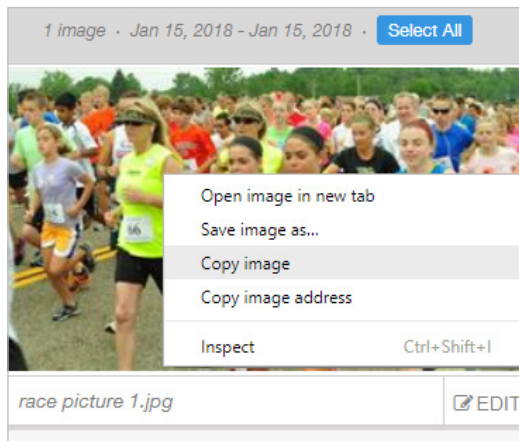 1 image · Jan 15, 2018 - Jan 15, 2018 · Select All
66
Open image in new tab
Save image as...
Copy image
Copy image address
Inspect Ctrl+Shift+I
race picture 1.jpg EDIT